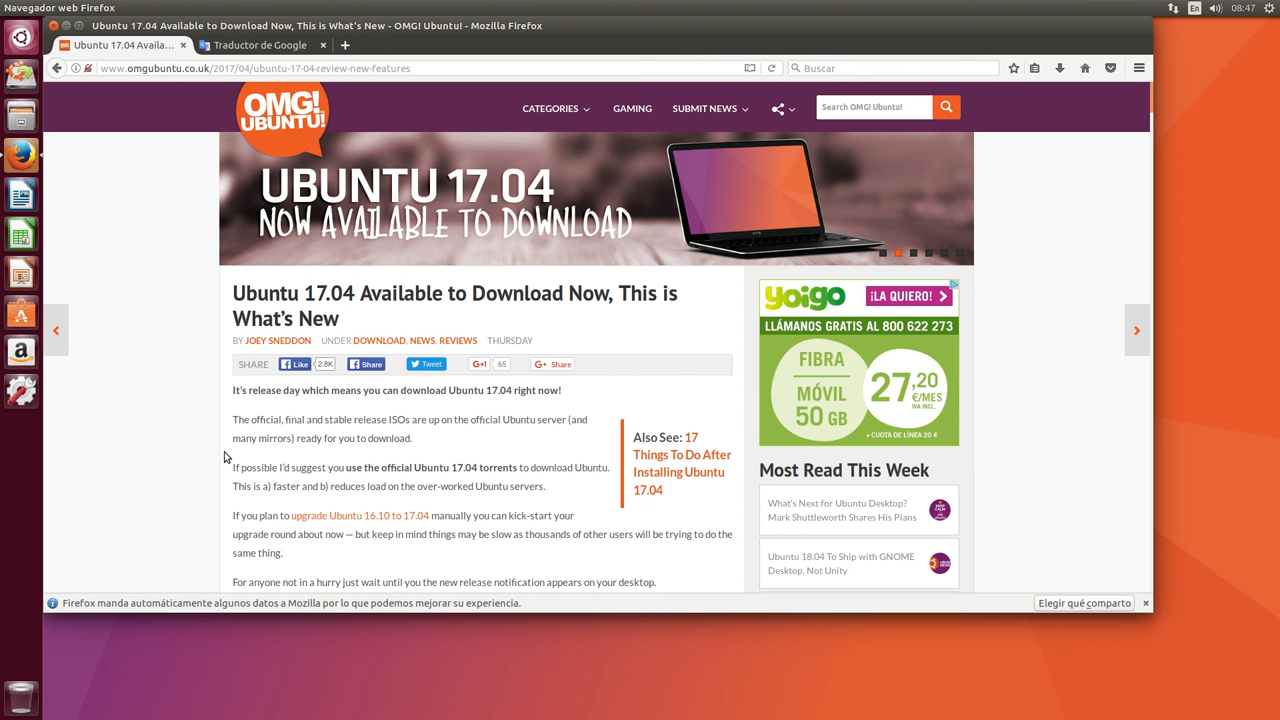 Navegador web Firefox
En
08:47
Ubuntu 17.04 Available to Download Now, This is What's New - OMG! Ubuntu! - Mozilla Firefox
Ubuntu 17.04 Availa...
Traductor de Google
www.omgubuntu.co.uk/2017/04/ubuntu-17-04-review-new-features
Buscar
OMG!
UBUNTU!
CATEGORIES
GAMING
SUBMIT NEWS
Search OMG! Ubuntu!
UBUNTU 17.04
NOW AVAILABLE TO DOWNLOAD
Ubuntu 17.04 Available to Download Now, This is
What's New
BY JOEY SNEDDON UNDER DOWNLOAD, NEWS, REVIEWS THURSDAY
SHARE Like 2.8K Share Tweet G+1 65 G+ Share
It's release day which means you can download Ubuntu 17.04 right now!
The official, final and stable release ISOs are up on the official Ubuntu server (and
many mirrors) ready for you to download.
If possible I'd suggest you use the official Ubuntu 17.04 torrents to download Ubuntu.
This is a) faster and b) reduces load on the over-worked Ubuntu servers.
If you plan to upgrade Ubuntu 16.10 to 17.04 manually you can kick-start your
upgrade round about now — but keep in mind things may be slow as thousands of other users will be trying to do the
same thing.
For anyone not in a hurry just wait until you the new release notification appears on your desktop.
Also See: 17
Things To Do After
Installing Ubuntu
17.04
yoigo
¡LA QUIERO!
LLÁMANOS GRATIS AL 800 622 273
FIBRA
MÓVIL
50 GB
27,20
€/MES
IVA INCL.
+ CUOTA DE LÍNEA 20 €
Most Read This Week
What's Next for Ubuntu Desktop?
Mark Shuttleworth Shares His Plans
Ubuntu 18.04 To Ship with GNOME
Desktop, Not Unity
Firefox manda automáticamente algunos datos a Mozilla por lo que podemos mejorar su experiencia.
Elegir qué comparto